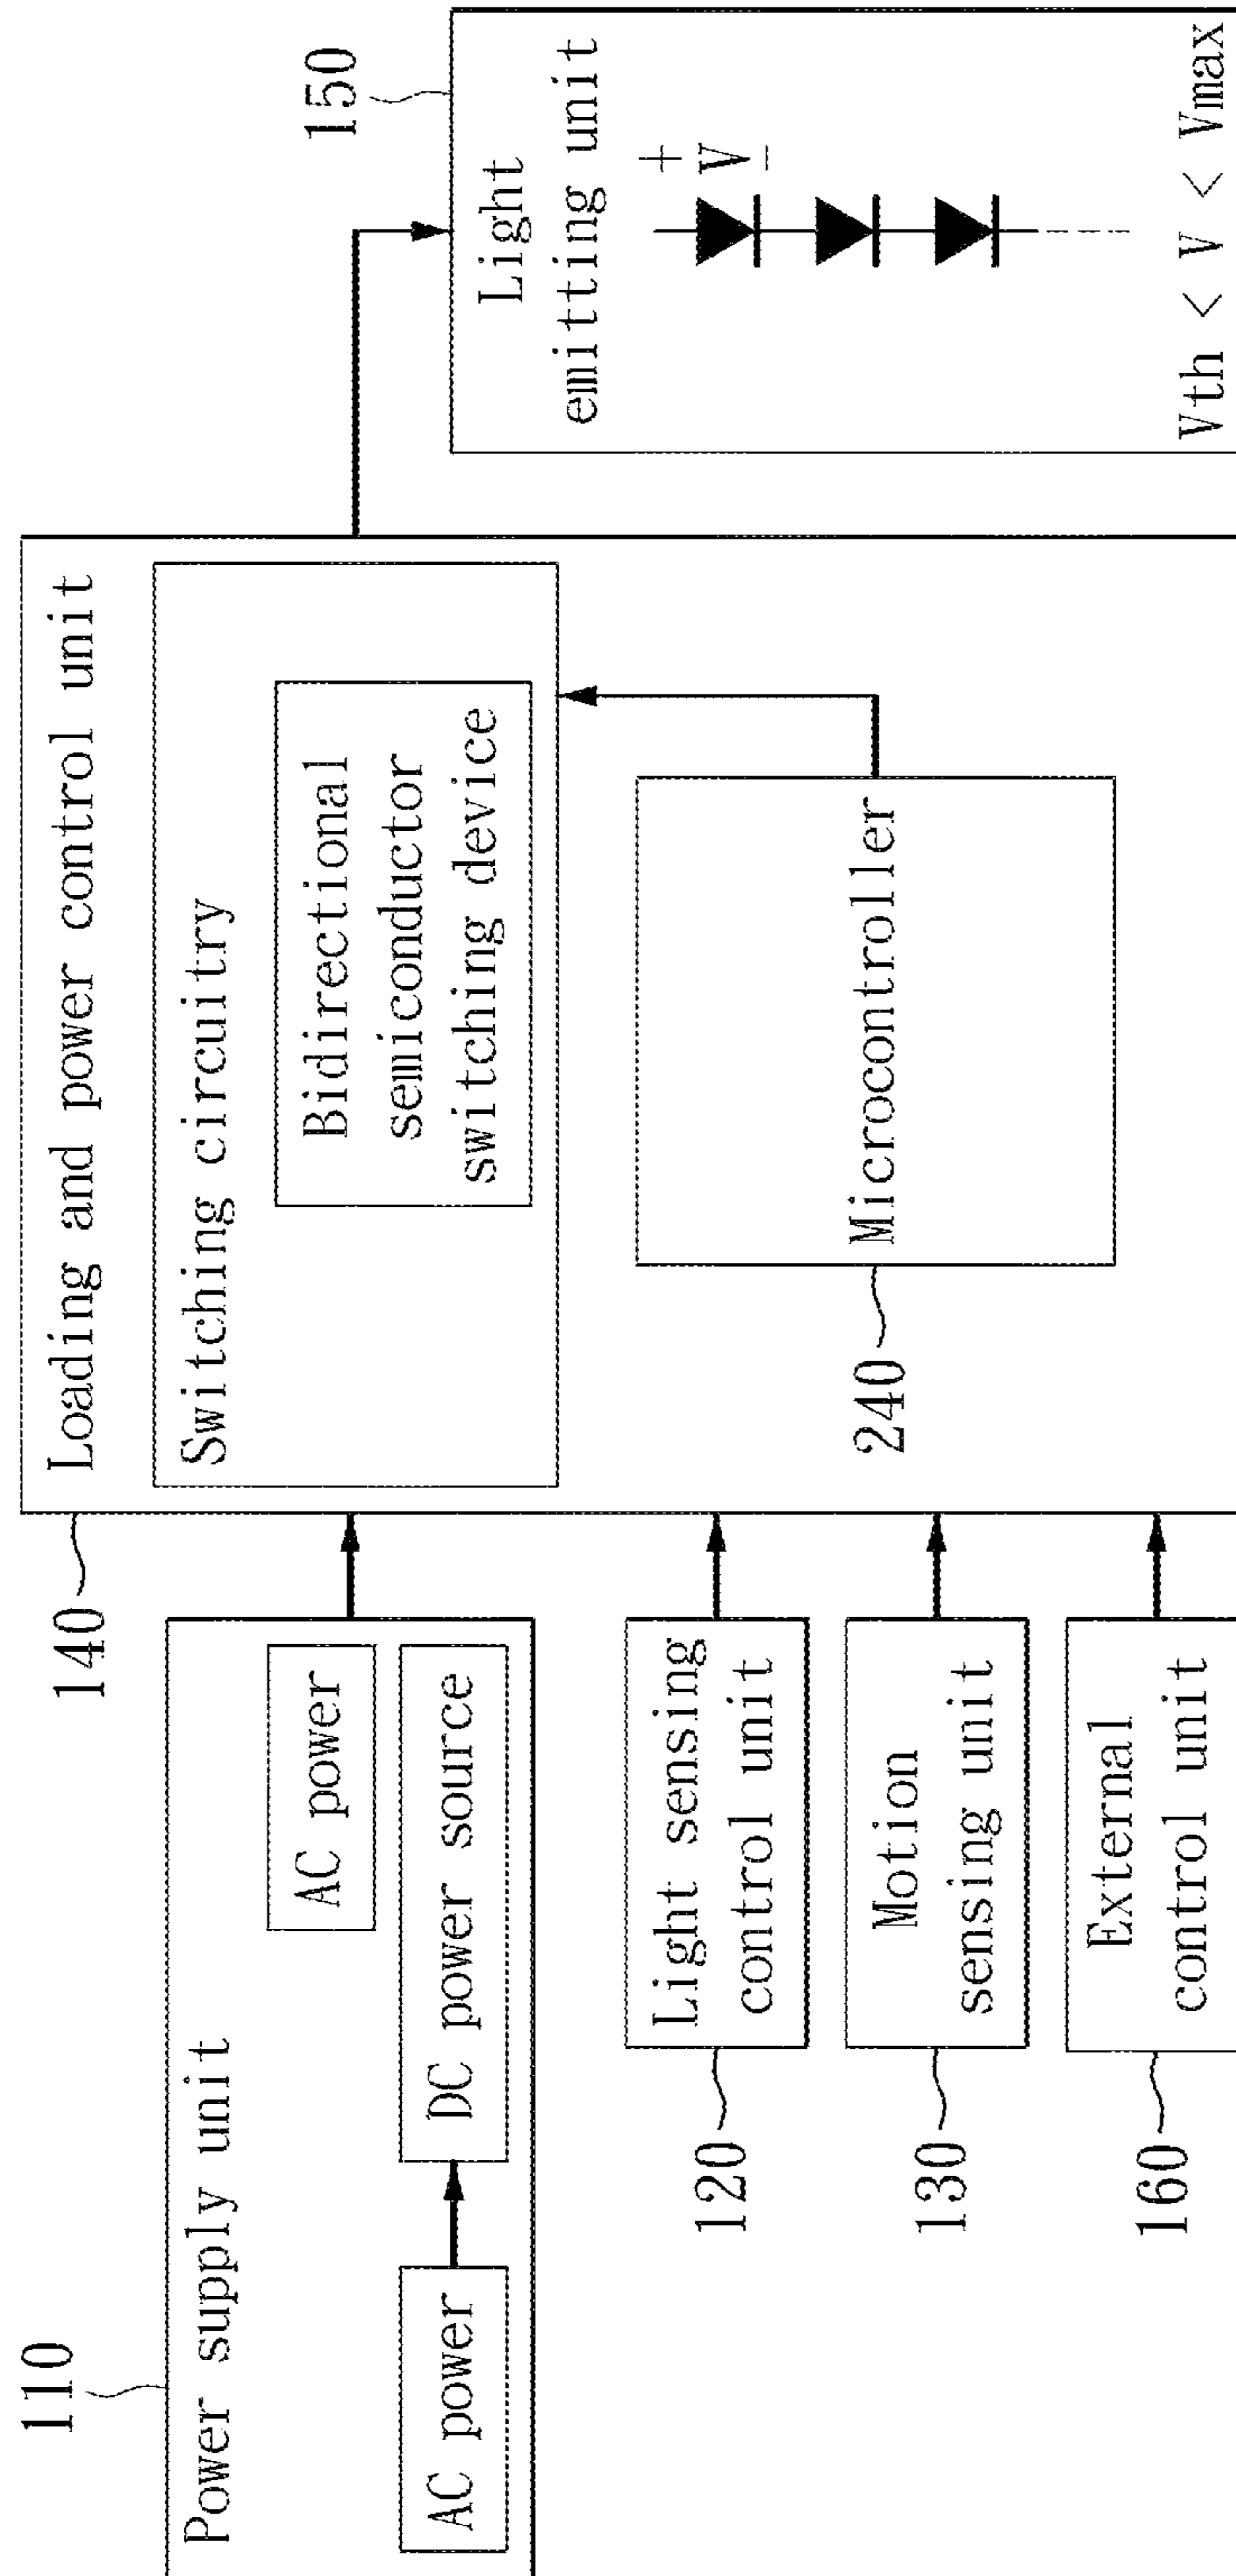 110
Power supply unit
AC power
AC power
DC power source
120
Light sensing
control unit
130
Motion
sensing unit
160
External
control unit
140
Loading and power control unit
Switching circuitry
Bidirectional
semiconductor
switching device
240
Microcontroller
150
Light
emitting unit
+
V
-
Vth < V < Vmax